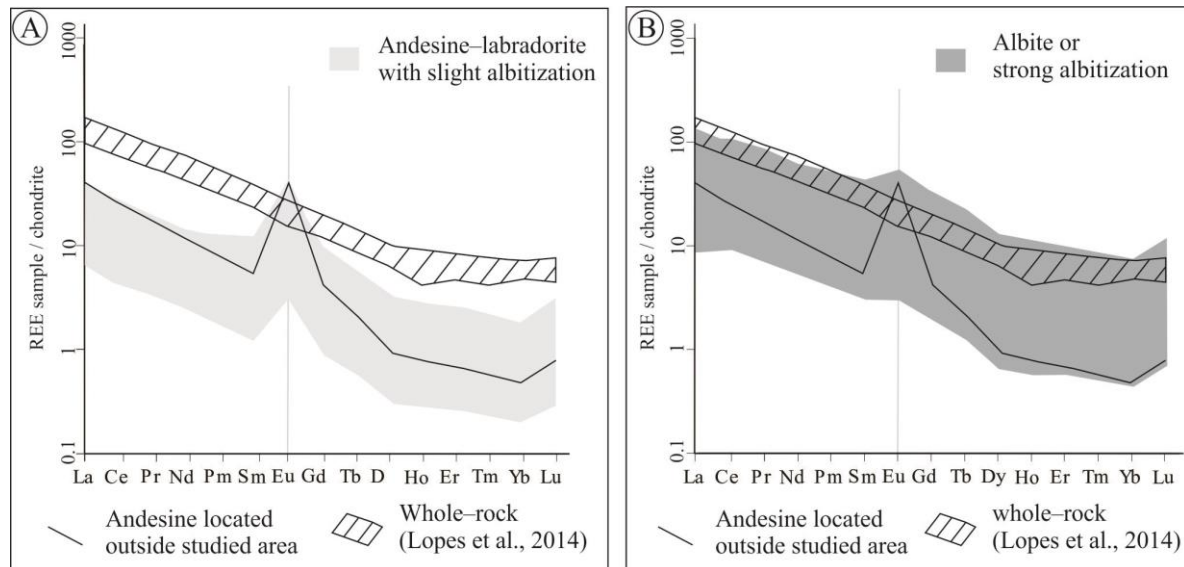 A
1000
100
10
1
0.1
REE sample / chondrite
Andesine–labradorite
with slight albitization
La Ce Pr Nd Pm Sm Eu Gd Tb D Ho Er Tm Yb Lu
Andesine located
outside studied area
Whole–rock
(Lopes et al., 2014)
B
1000
100
10
1
0.1
REE sample / chondrite
Albite or
strong albitization
La Ce Pr Nd Pm Sm Eu Gd Tb Dy Ho Er Tm Yb Lu
Andesine located
outside studied area
whole–rock
(Lopes et al., 2014)